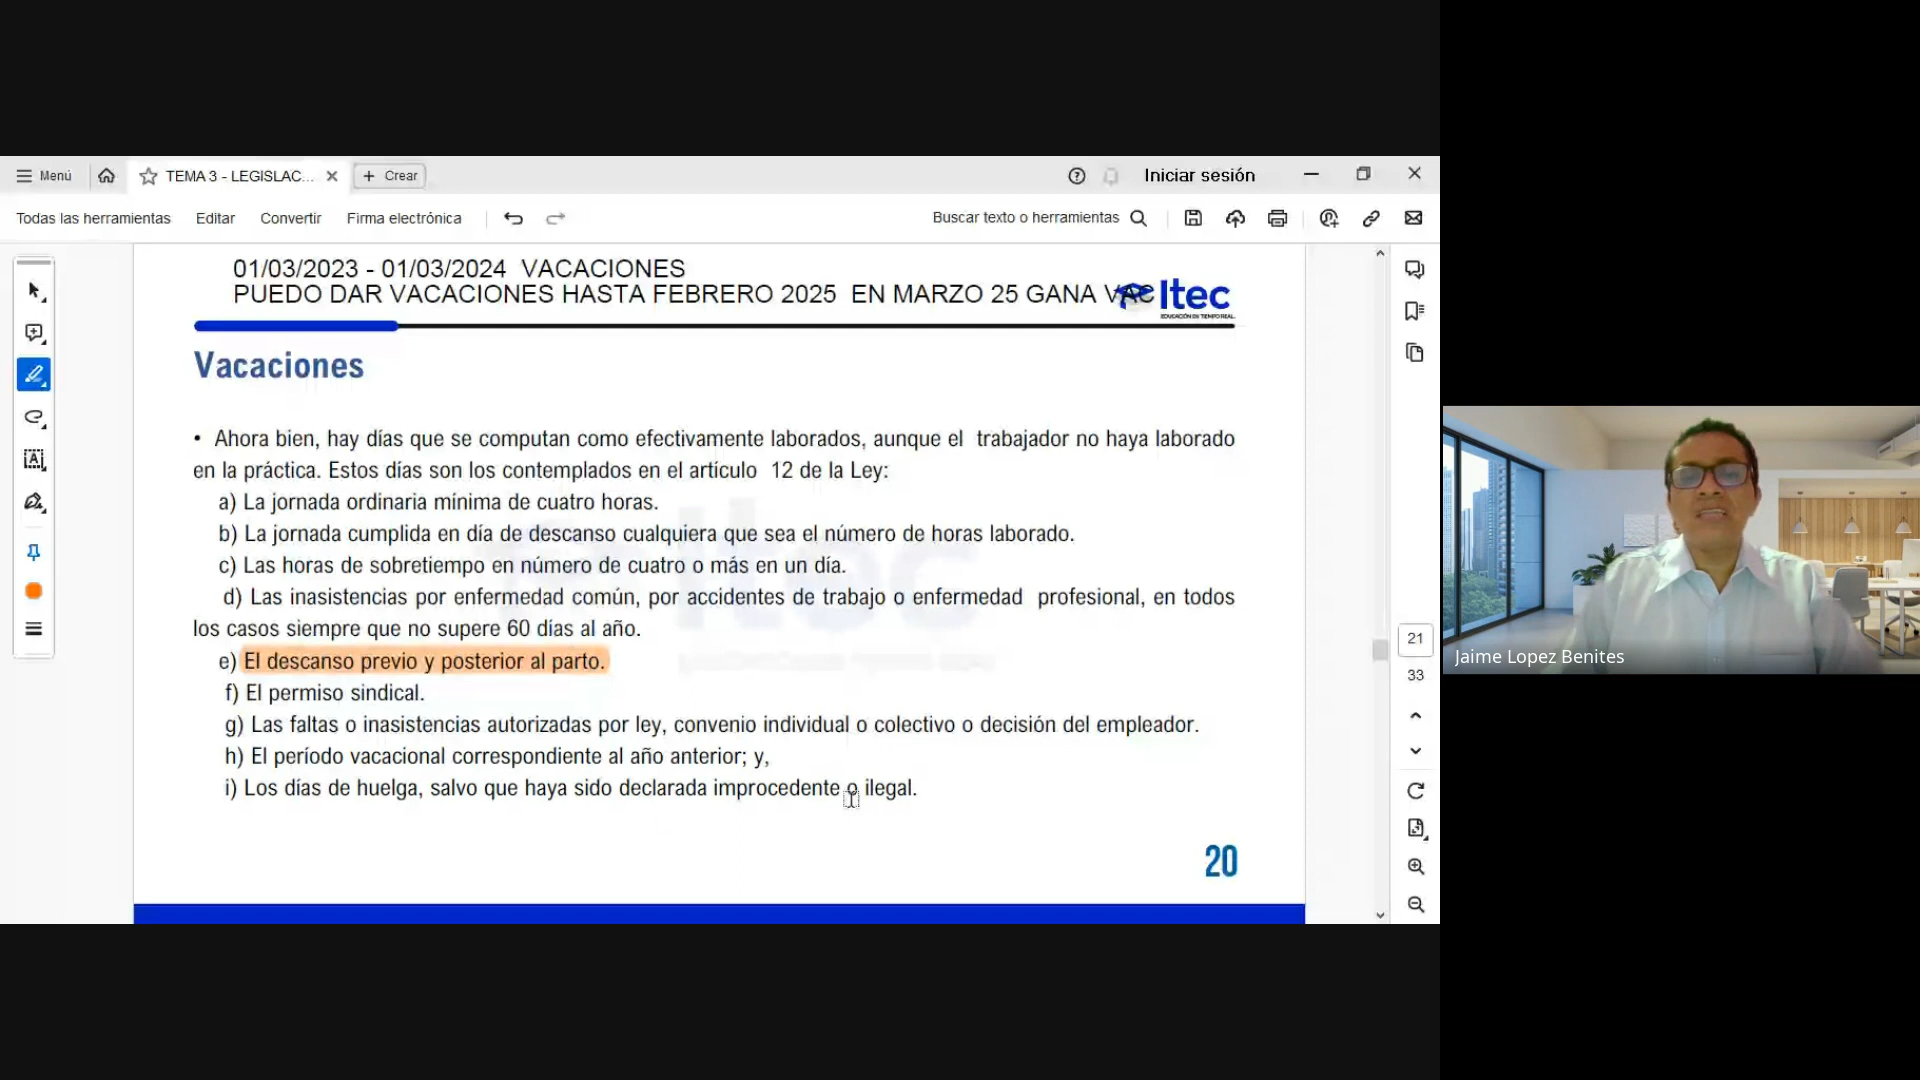 Menú
TEMA 3 - LEGISLAC...
Crear
Iniciar sesión
Todas las herramientas
Editar
Convertir
Firma electrónica
Buscar texto o herramientas
01/03/2023 - 01/03/2024 VACACIONES
PUEDO DAR VACACIONES HASTA FEBRERO 2025 EN MARZO 25 GANA VAC
Itec
EDUCACIÓN EN TIEMPO REAL
Vacaciones
• Ahora bien, hay días que se computan como efectivamente laborados, aunque el trabajador no haya laborado
en la práctica. Estos días son los contemplados en el artículo 12 de la Ley:
a) La jornada ordinaria mínima de cuatro horas.
b) La jornada cumplida en día de descanso cualquiera que sea el número de horas laborado.
c) Las horas de sobretiempo en número de cuatro o más en un día.
d) Las inasistencias por enfermedad común, por accidentes de trabajo o enfermedad profesional, en todos
los casos siempre que no supere 60 días al año.
e) El descanso previo y posterior al parto.
f) El permiso sindical.
g) Las faltas o inasistencias autorizadas por ley, convenio individual o colectivo o decisión del empleador.
h) El período vacacional correspondiente al año anterior; y,
i) Los días de huelga, salvo que haya sido declarada improcedente o ilegal.
20
21
33
Jaime Lopez Benites